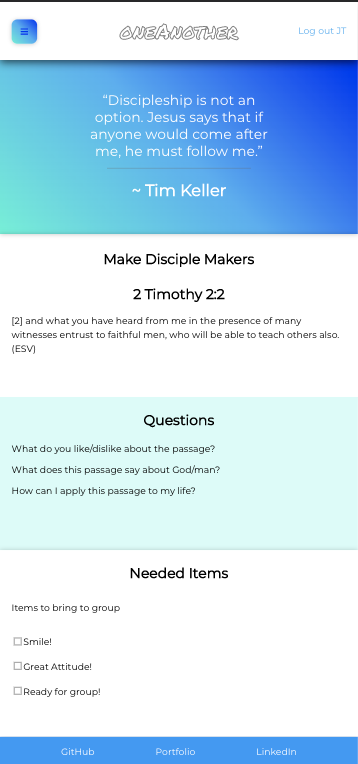 ONEANOTHER
Log out JT
“Discipleship is not an
option. Jesus says that if
anyone would come after
me, he must follow me.”
~ Tim Keller
Make Disciple Makers
2 Timothy 2:2
[2] and what you have heard from me in the presence of many
witnesses entrust to faithful men, who will be able to teach others also.
(ESV)
Questions
What do you like/dislike about the passage?
What does this passage say about God/man?
How can I apply this passage to my life?
Needed Items
Items to bring to group
Smile!
Great Attitude!
Ready for group!
GitHub Portfolio LinkedIn